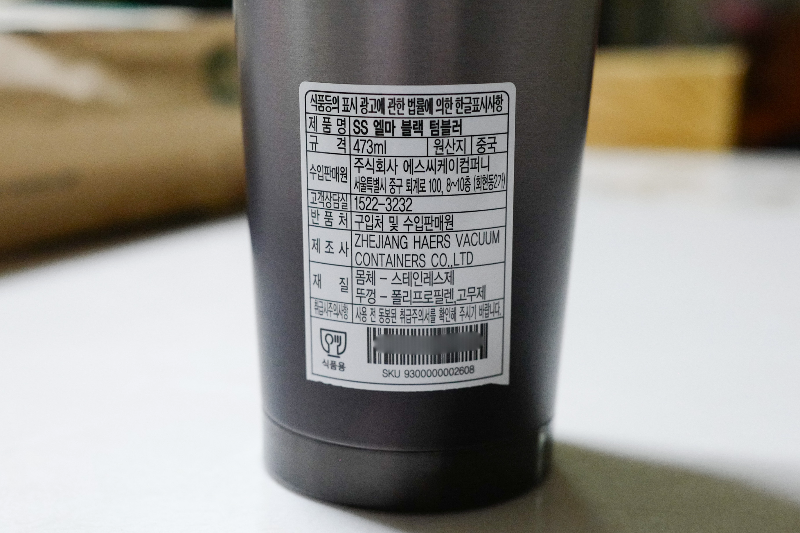 식품등의 표시 광고에 관한 법률에 의한 한글표시사항
제 품 명 SS 엘마 블랙 텀블러
규 격 473ml 원산지 중국
수입판매원 주식회사 에스씨케이컴퍼니
서울특별시 중구 퇴계로 100, 8~10층 (회현동2가)
고객상담실 1522-3232
반 품 처 구입처 및 수입판매원
제 조 사 ZHEJIANG HAERS VACUUM
CONTAINERS CO.,LTD
재 질 몸체 - 스테인레스제
뚜껑 - 폴리프로필렌,고무제
취급시주의사항 사용 전 동봉된 취급주의서를 확인해 주시기 바랍니다.
식품용
SKU 9300000002608